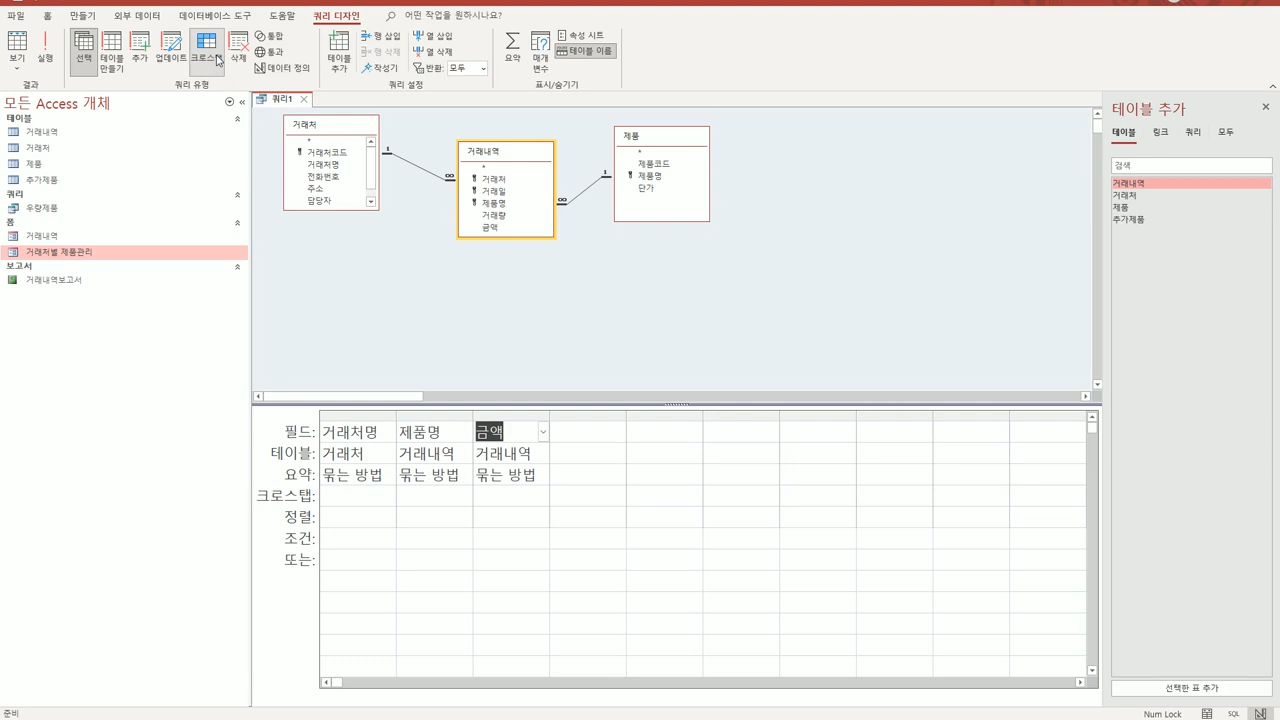 파일 홈 만들기 외부 데이터 데이터베이스 도구 도움말 쿼리 디자인 어떤 작업을 원하시나요?
보기 실행 선택 테이블 만들기 추가 업데이트 크로스탭 삭제 통합 통과 데이터 정의
테이블 추가 행 삽입 행 삭제 작성기 열 삽입 열 삭제 반환: 모두
요약 매개 변수 속성 시트 테이블 이름
결과 쿼리 유형 쿼리 설정 표시/숨기기
모든 Access 개체
테이블
거래내역
거래처
제품
추가제품
쿼리
우량제품
폼
거래내역
거래처별 제품관리
보고서
거래내역보고서
쿼리1
거래처
*
거래처코드
거래처명
전화번호
주소
담당자
1
∞
거래내역
*
거래처
거래일
제품명
거래량
금액
∞
1
제품
*
제품코드
제품명
단가
필드: 거래처명 제품명 금액
테이블: 거래처 거래내역 거래내역
요약: 묶는 방법 묶는 방법 묶는 방법
크로스탭:
정렬:
조건:
또는:
테이블 추가
테이블 링크 쿼리 모두
검색
거래내역
거래처
제품
추가제품
선택한 표 추가
준비 Num Lock SQL